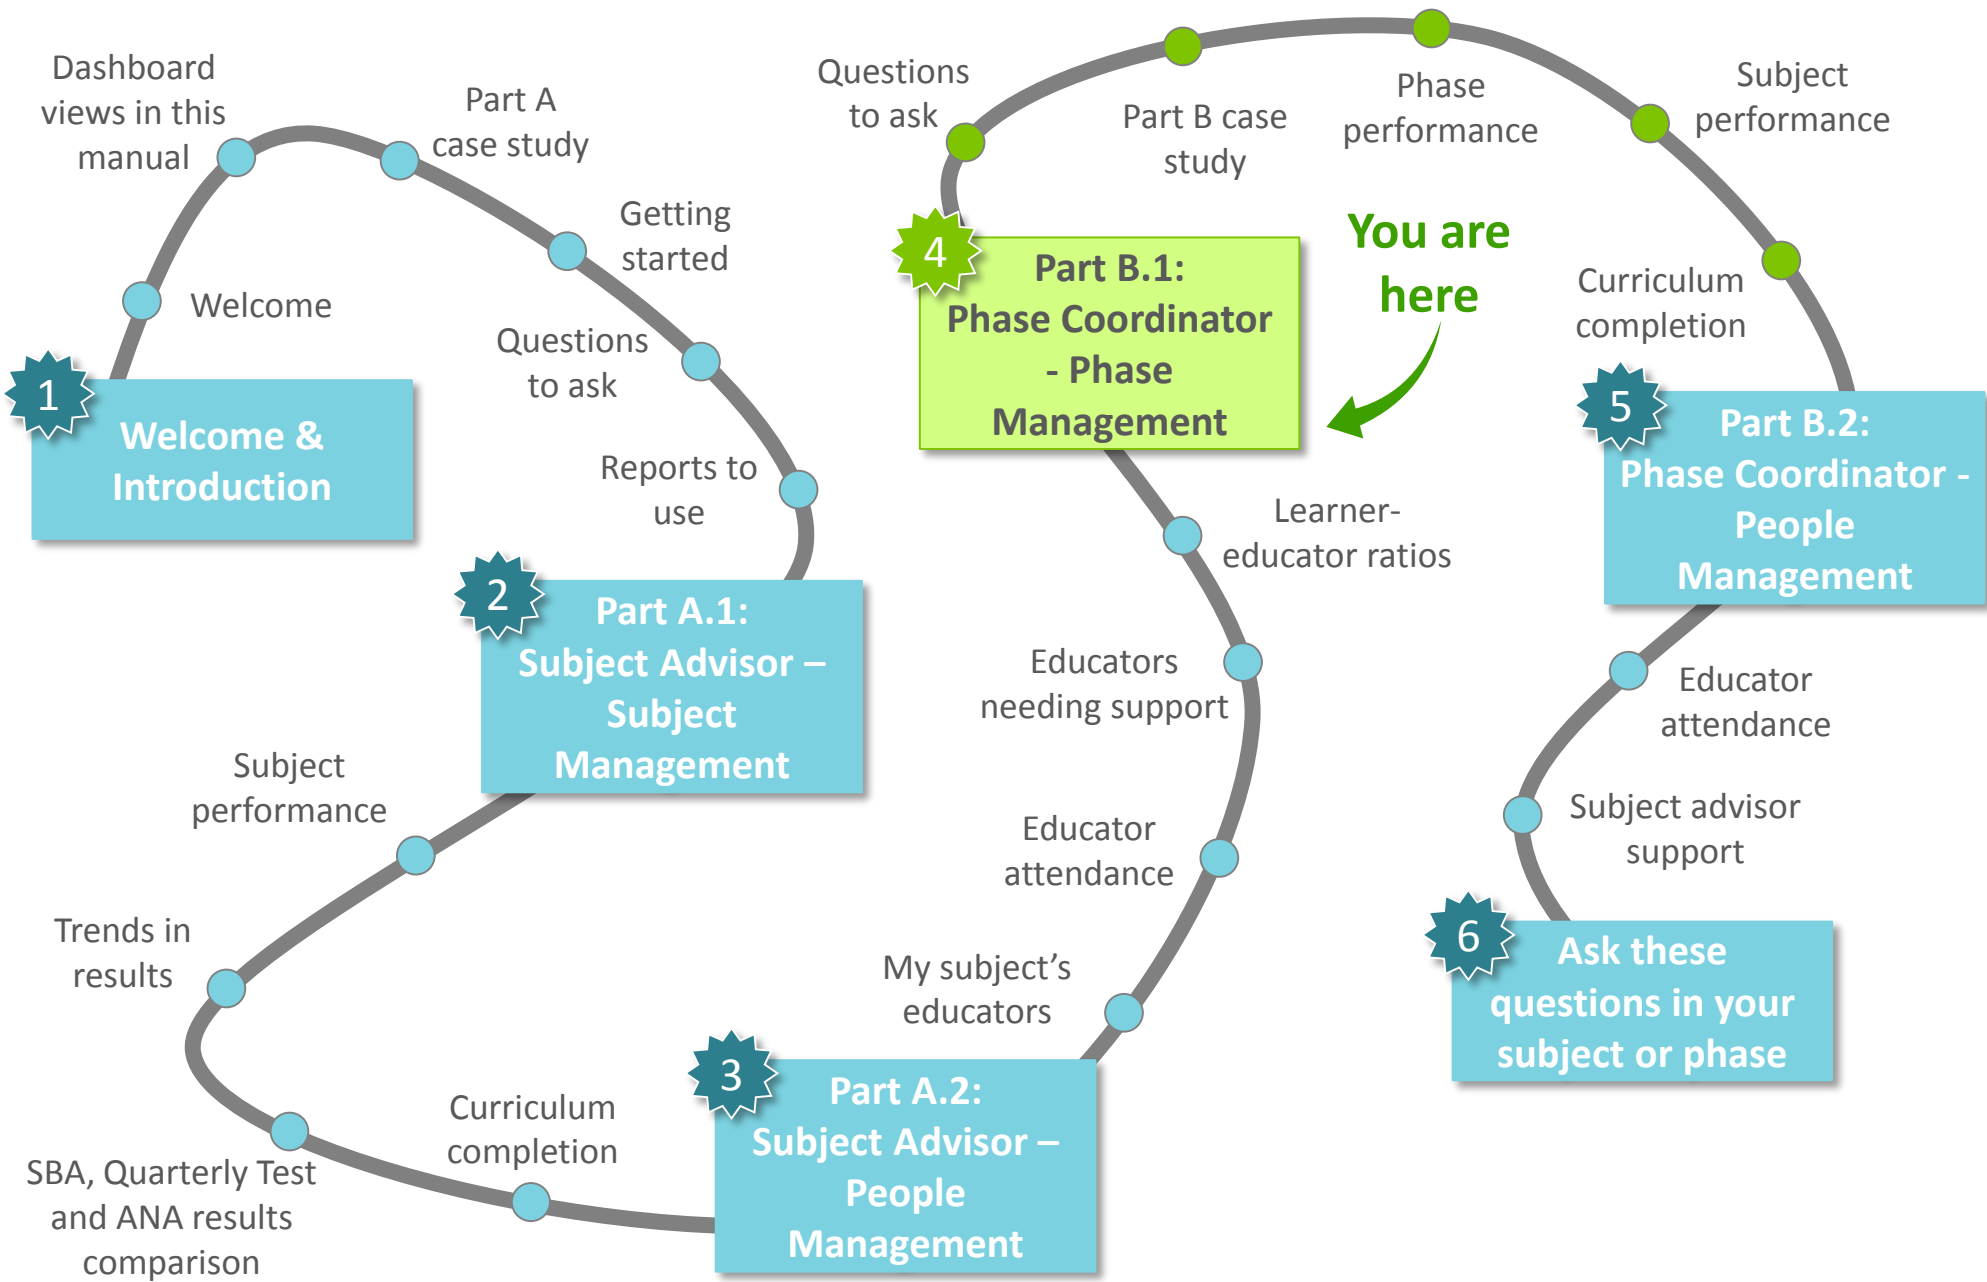 1
Welcome &
Introduction
Welcome
Dashboard
views in this
manual
Part A
case study
Getting
started
Questions
to ask
Reports to
use
2
Part A.1:
Subject Advisor –
Subject
Management
Subject
performance
Trends in
results
SBA, Quarterly Test
and ANA results
comparison
Curriculum
completion
3
Part A.2:
Subject Advisor –
People
Management
My subject’s
educators
Educator
attendance
Educators
needing support
Learner-
educator ratios
4
Part B.1:
Phase Coordinator
- Phase
Management
You are
here
Questions
to ask
Part B case
study
Phase
performance
Subject
performance
Curriculum
completion
5
Part B.2:
Phase Coordinator -
People
Management
Educator
attendance
Subject advisor
support
6
Ask these
questions in your
subject or phase